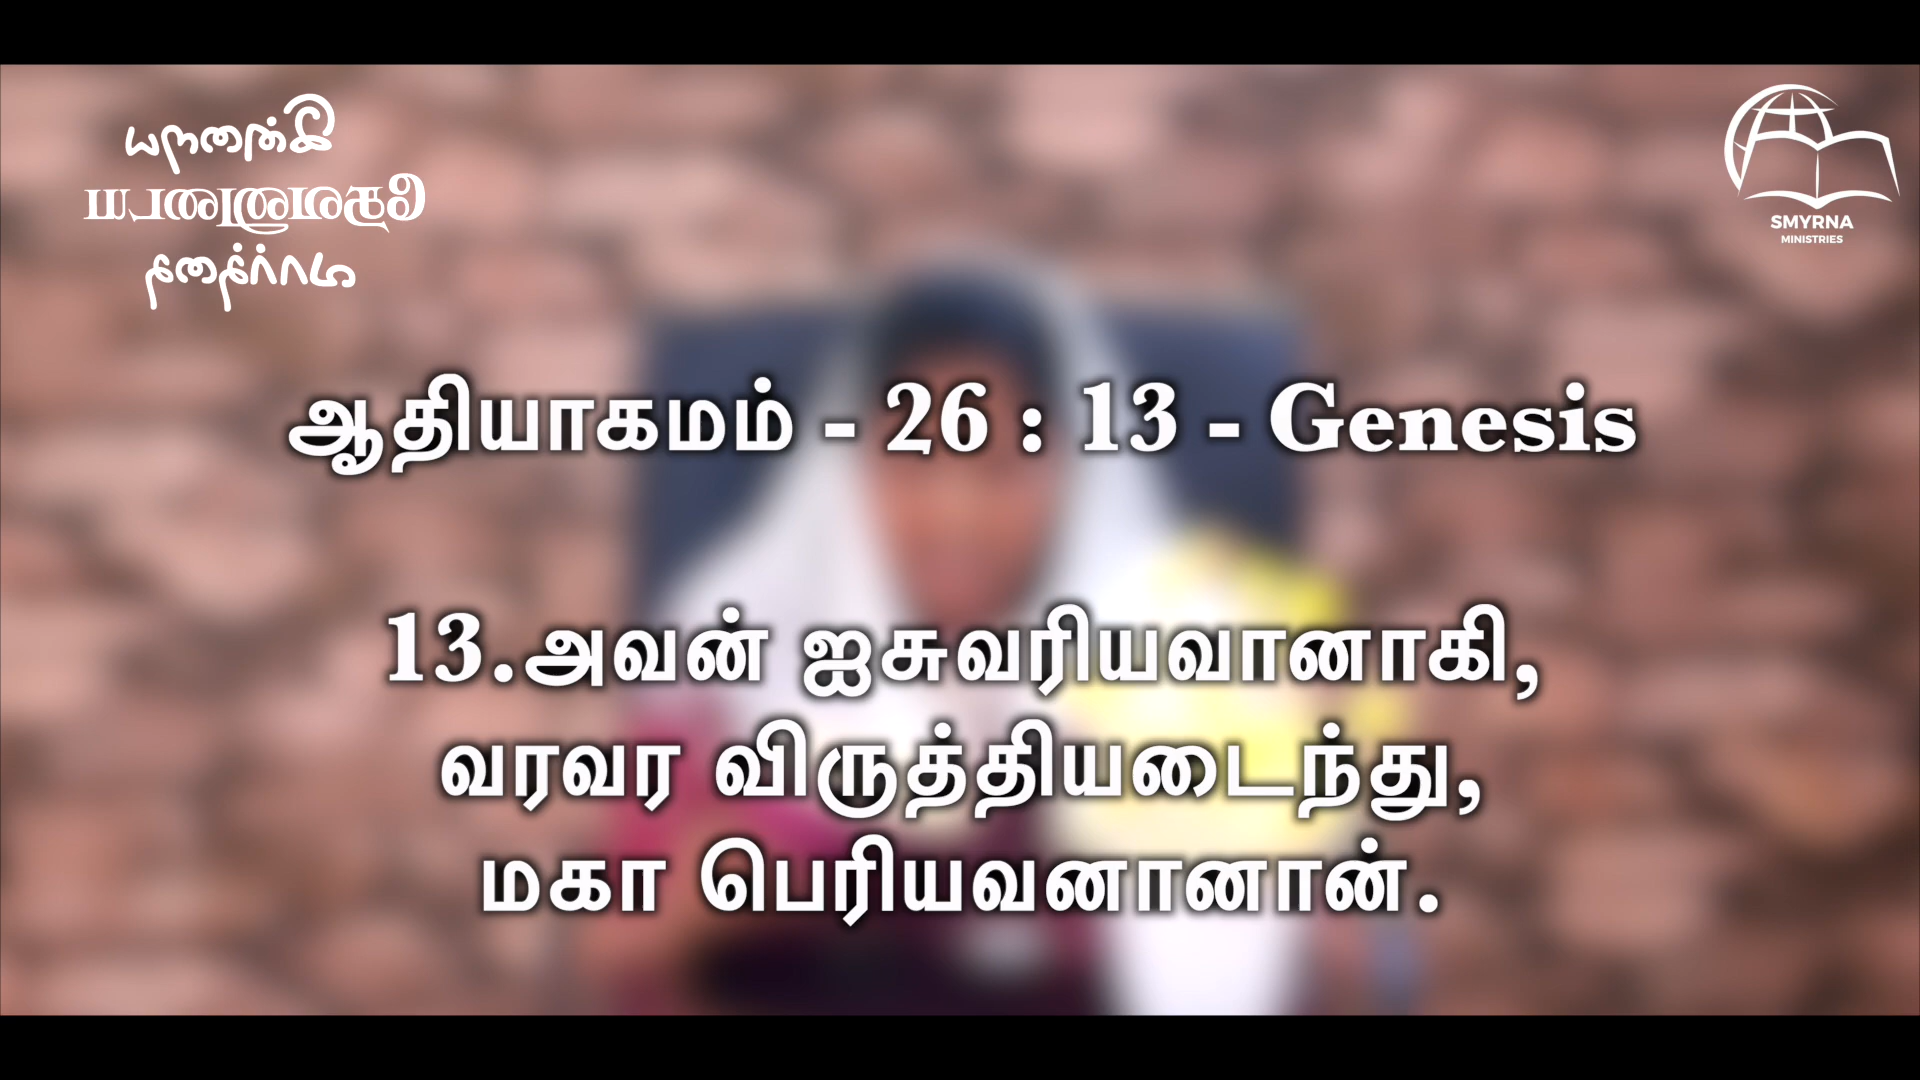 SMYRNA
MINISTRIES
ஆதியாகமம் - 26 : 13 - Genesis
13.அவன் ஐசுவரியவானாகி,
வரவர விருத்தியடைந்து,
மகா பெரியவனானான்.